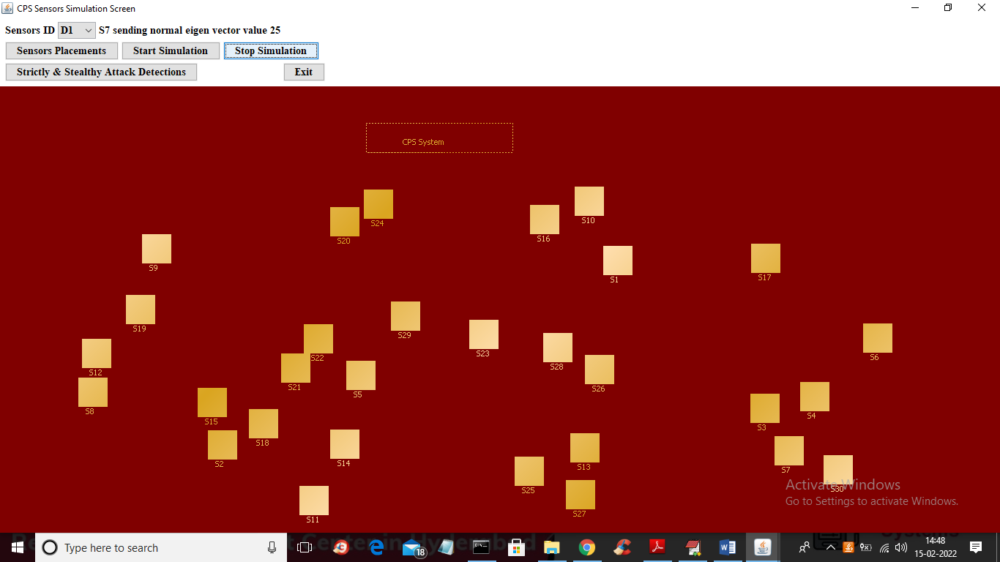 CPS Sensors Simulation Screen
Sensors ID D1 S7 sending normal eigen vector value 25
Sensors Placements Start Simulation Stop Simulation
Strictly & Stealthy Attack Detections Exit
CPS System
S10
S24
S16
S20
S9
S17
S1
S19
S29
S23
S6
S22
S28
S12
S21
S26
S5
S8
S4
S15
S3
S18
S2
S14
S13
S7
S30
S25
S27
S11
Activate Windows
Go to Settings to activate Windows.
Type here to search
18
14:48
15-02-2022